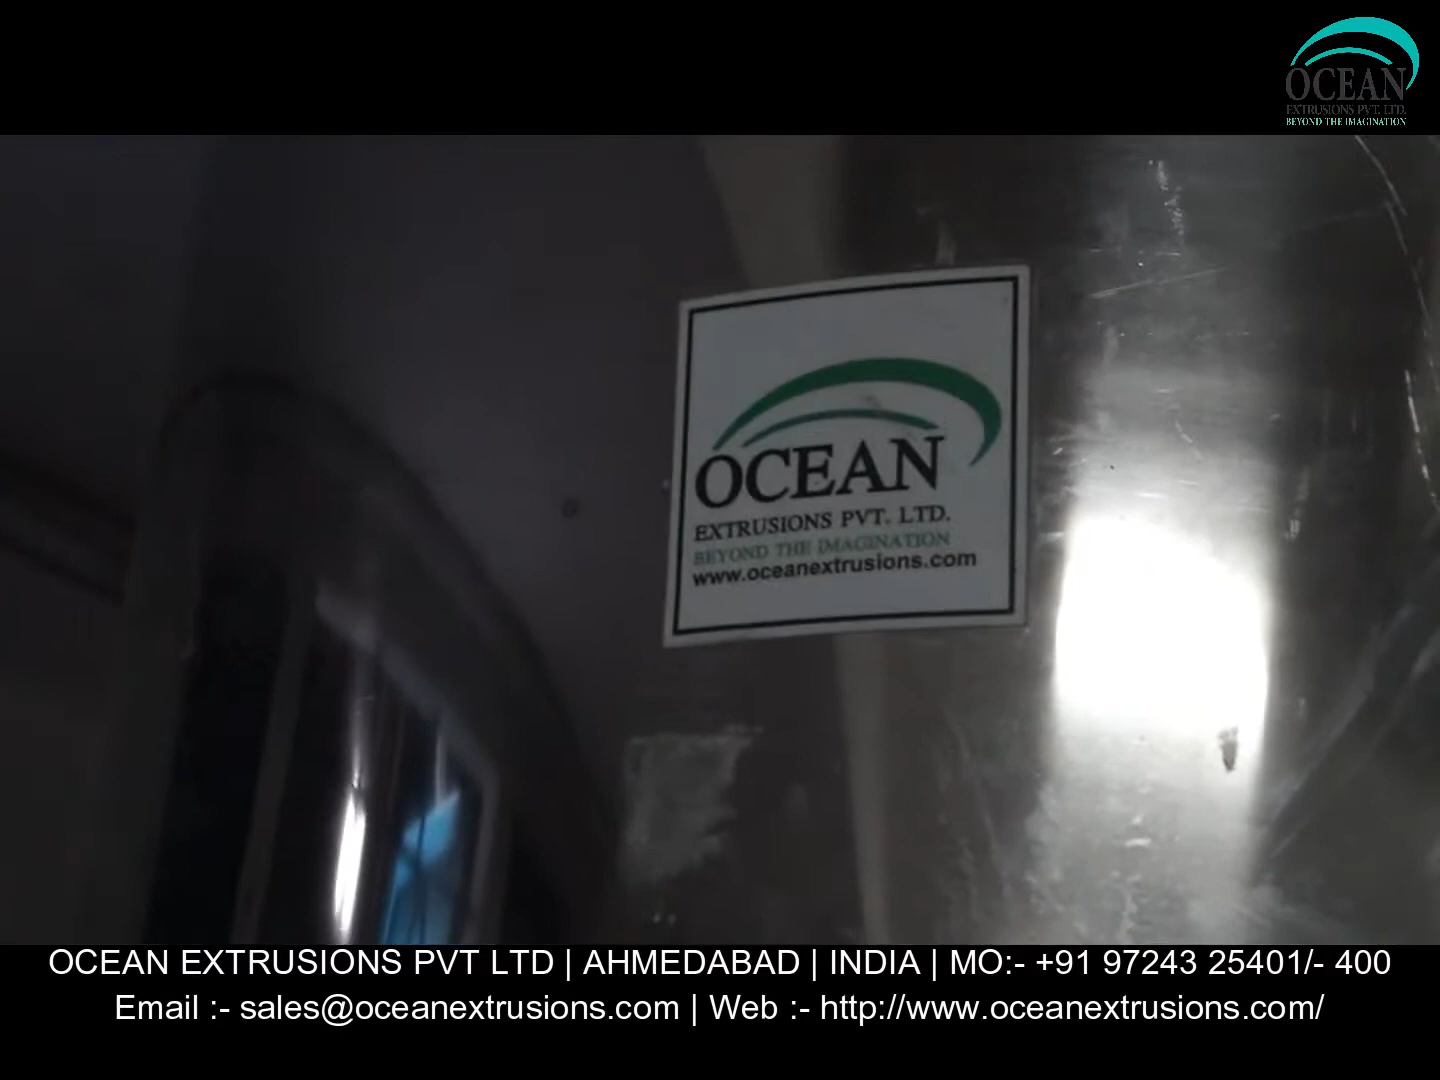 OCEAN
EXTRUSIONS PVT. LTD.
BEYOND THE IMAGINATION
OCEAN
EXTRUSIONS PVT. LTD.
BEYOND THE IMAGINATION
www.oceanextrusions.com
OCEAN EXTRUSIONS PVT LTD | AHMEDABAD | INDIA | MO:- +91 97243 25401/- 400
Email :- sales@oceanextrusions.com | Web :- http://www.oceanextrusions.com/